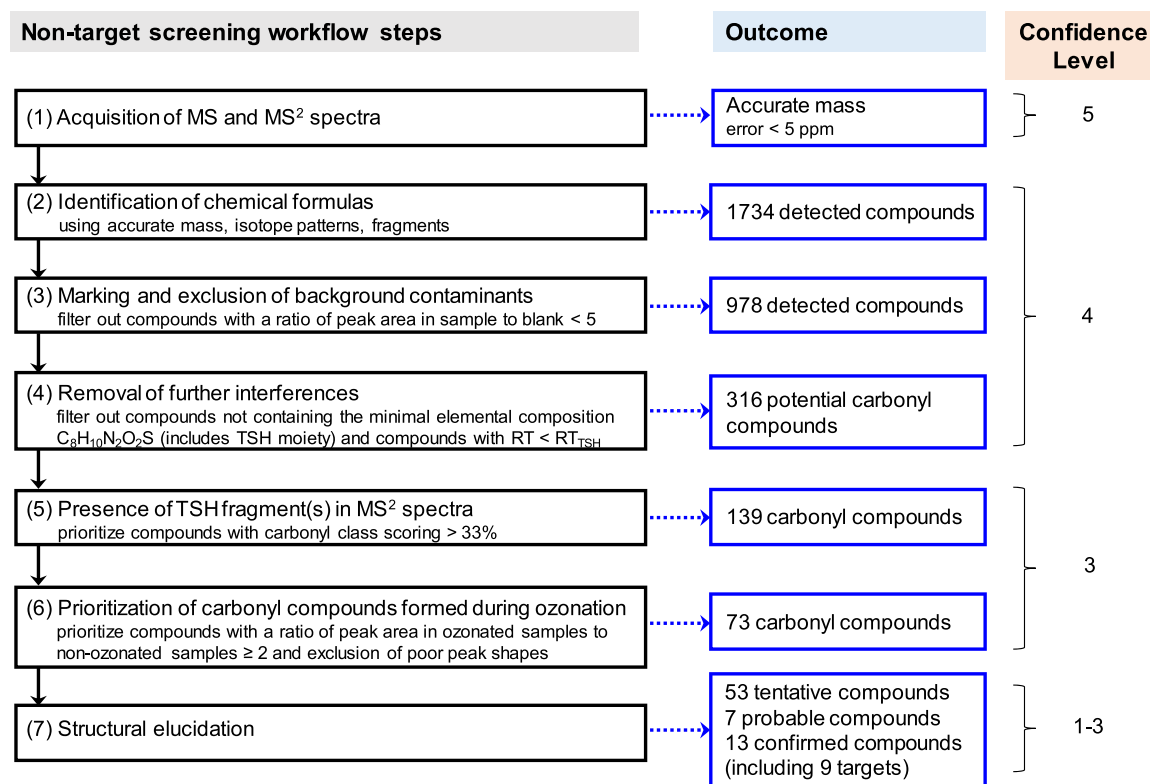 Non-target screening workflow steps
Outcome
Confidence
Level
(1) Acquisition of MS and MS² spectra
Accurate mass
error < 5 ppm
5
(2) Identification of chemical formulas
using accurate mass, isotope patterns, fragments
1734 detected compounds
(3) Marking and exclusion of background contaminants
filter out compounds with a ratio of peak area in sample to blank < 5
978 detected compounds
4
(4) Removal of further interferences
filter out compounds not containing the minimal elemental composition
C₈H₁₀N₂O₂S (includes TSH moiety) and compounds with RT < RT_TSH
316 potential carbonyl
compounds
(5) Presence of TSH fragment(s) in MS² spectra
prioritize compounds with carbonyl class scoring > 33%
139 carbonyl compounds
3
(6) Prioritization of carbonyl compounds formed during ozonation
prioritize compounds with a ratio of peak area in ozonated samples to
non-ozonated samples ≥ 2 and exclusion of poor peak shapes
73 carbonyl compounds
(7) Structural elucidation
53 tentative compounds
7 probable compounds
13 confirmed compounds
(including 9 targets)
1-3